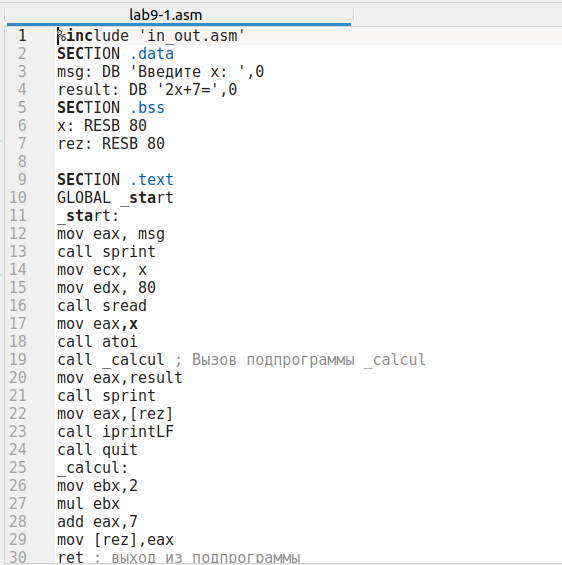 lab9-1.asm
1 %include 'in_out.asm'
2 SECTION .data
3 msg: DB 'Введите x: ',0
4 result: DB '2x+7=',0
5 SECTION .bss
6 x: RESB 80
7 rez: RESB 80
8
9 SECTION .text
10 GLOBAL _start
11 _start:
12 mov eax, msg
13 call sprint
14 mov ecx, x
15 mov edx, 80
16 call sread
17 mov eax,x
18 call atoi
19 call _calcul ; Вызов подпрограммы _calcul
20 mov eax,result
21 call sprint
22 mov eax,[rez]
23 call iprintLF
24 call quit
25 _calcul:
26 mov ebx,2
27 mul ebx
28 add eax,7
29 mov [rez],eax
30 ret ; выход из подпрограммы